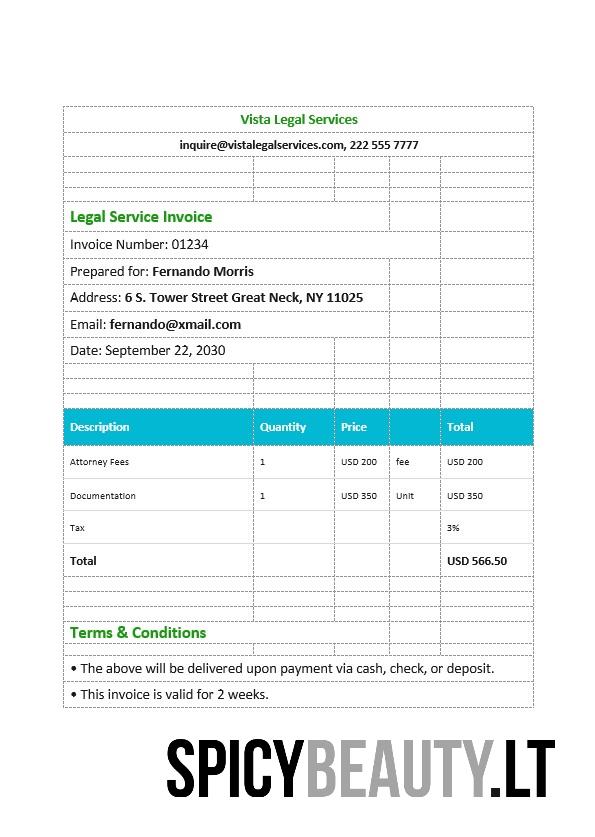 Vista Legal Services
inquire@vistalegalservices.com, 222 555 7777
Legal Service Invoice
Invoice Number: 01234
Prepared for: Fernando Morris
Address: 6 S. Tower Street Great Neck, NY 11025
Email: fernando@xmail.com
Date: September 22, 2030
Description Quantity Price Total
Attorney Fees 1 USD 200 fee USD 200
Documentation 1 USD 350 Unit USD 350
Tax 3%
Total USD 566.50
Terms & Conditions
• The above will be delivered upon payment via cash, check, or deposit.
• This invoice is valid for 2 weeks.
SPICYBEAUTY.LT